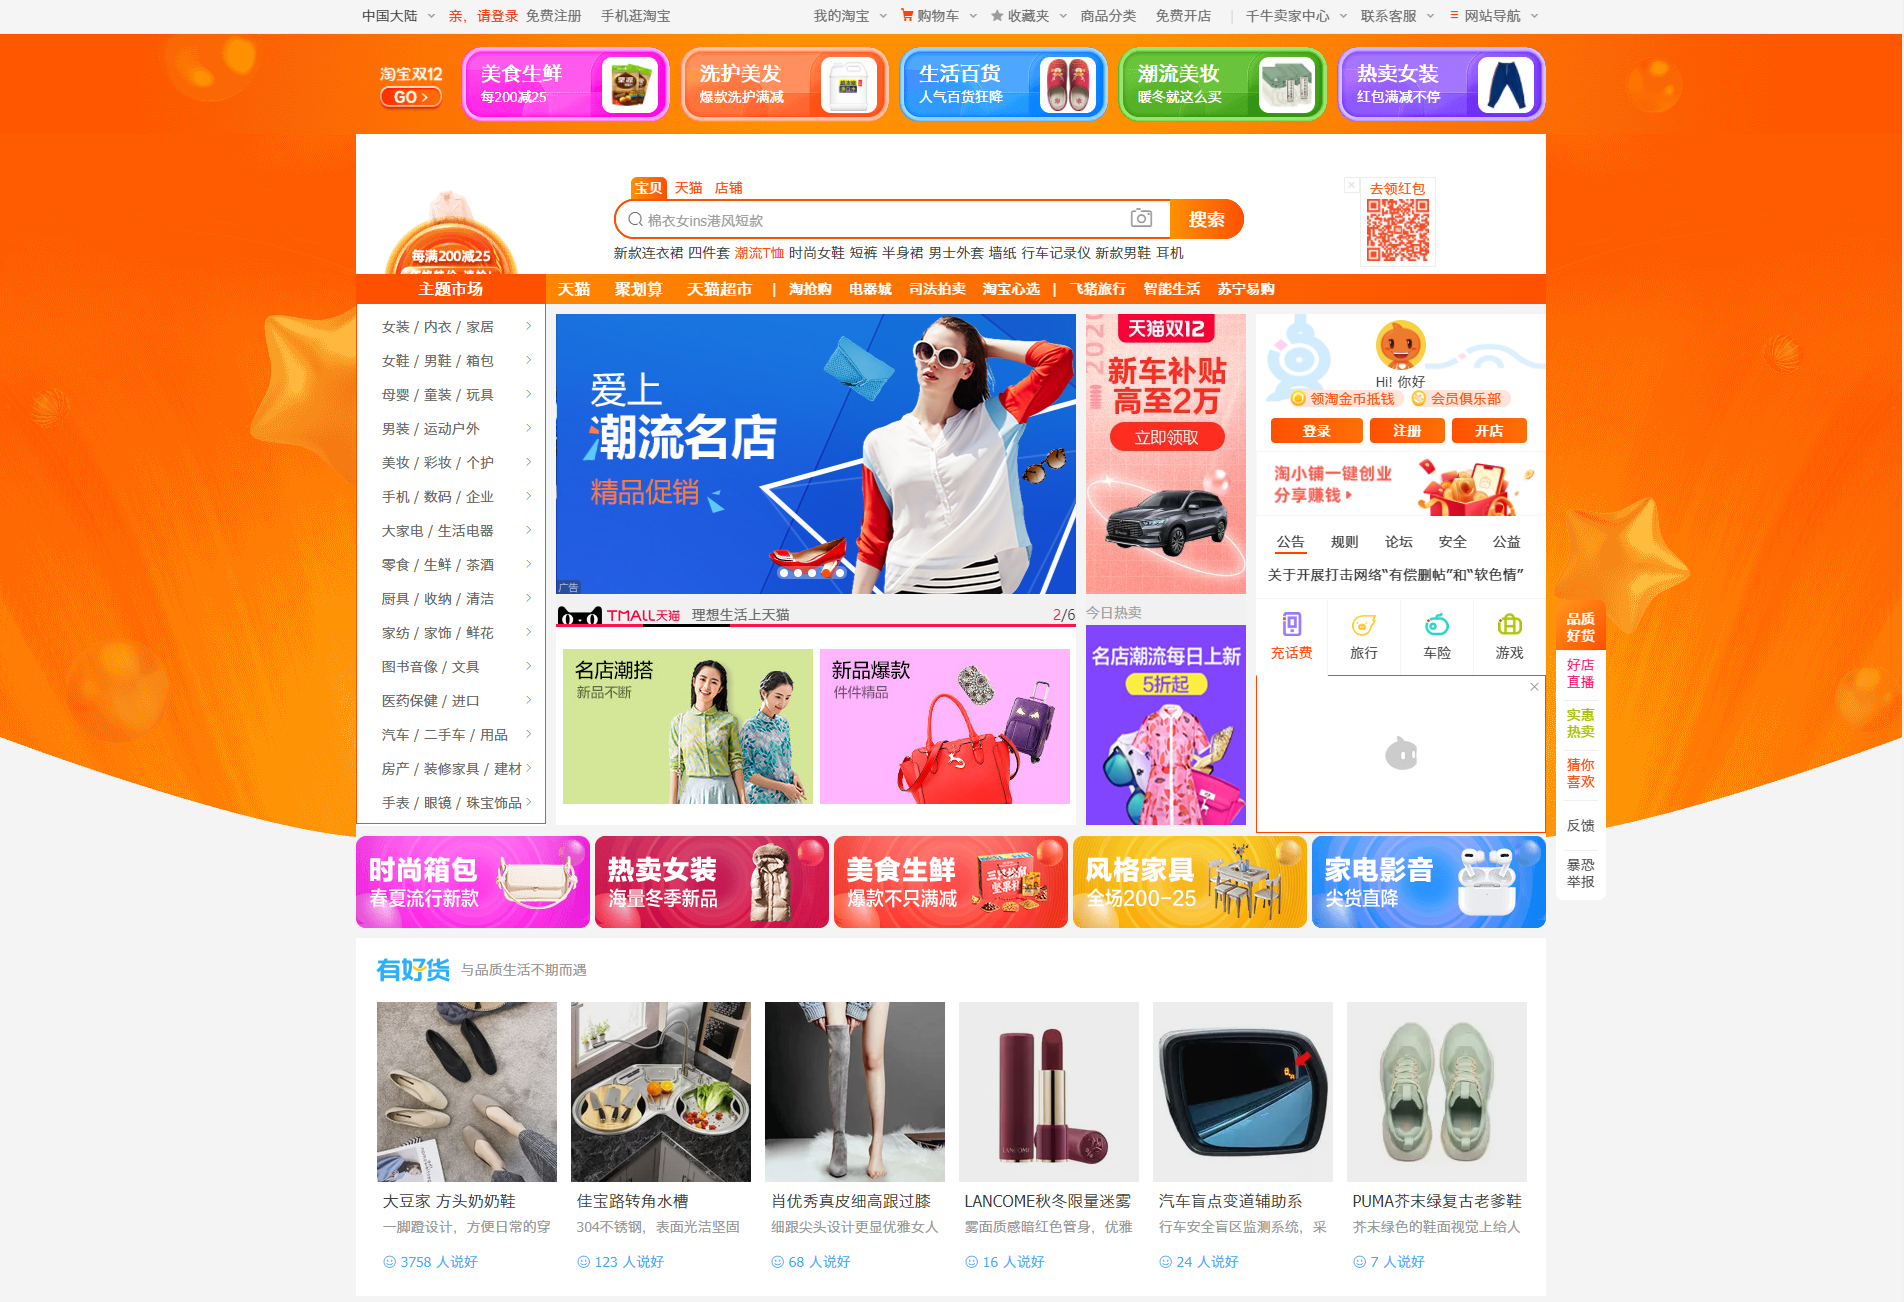 中国大陆 亲，请登录 免费注册 手机逛淘宝 我的淘宝 购物车 收藏夹 商品分类 免费开店 | 千牛卖家中心 联系客服 网站导航
淘宝双12
GO >
美食生鲜
每200减25
洗护美发
爆款洗护满减
生活百货
人气百货狂降
潮流美妆
暖冬就这么买
热卖女装
红包满减不停
每满200减25
宝贝 天猫 店铺
棉衣女ins港风短款
搜索
新款连衣裙 四件套 潮流T恤 时尚女鞋 短裤 半身裙 男士外套 墙纸 行车记录仪 新款男鞋 耳机
去领红包
主题市场
天猫 聚划算 天猫超市 | 淘抢购 电器城 司法拍卖 淘宝心选 | 飞猪旅行 智能生活 苏宁易购
女装 / 内衣 / 家居
女鞋 / 男鞋 / 箱包
母婴 / 童装 / 玩具
男装 / 运动户外
美妆 / 彩妆 / 个护
手机 / 数码 / 企业
大家电 / 生活电器
零食 / 生鲜 / 茶酒
厨具 / 收纳 / 清洁
家纺 / 家饰 / 鲜花
图书音像 / 文具
医药保健 / 进口
汽车 / 二手车 / 用品
房产 / 装修家具 / 建材
手表 / 眼镜 / 珠宝饰品
爱上
潮流名店
精品促销
广告
TMALL天猫 理想生活上天猫 2/6
名店潮搭
新品不断
新品爆款
件件精品
天猫双12
新车补贴
高至2万
立即领取
今日热卖
名店潮流每日上新
5折起
Hi! 你好
领淘金币抵钱 会员俱乐部
登录 注册 开店
淘小铺一键创业
分享赚钱
公告 规则 论坛 安全 公益
关于开展打击网络“有偿删帖”和“软色情”
充话费 旅行 车险 游戏
品质
好货
好店
直播
实惠
热卖
猜你
喜欢
反馈
暴恐
举报
时尚箱包
春夏流行新款
热卖女装
海量冬季新品
美食生鲜
爆款不只满减
风格家具
全场200-25
家电影音
尖货直降
有好货 与品质生活不期而遇
大豆家 方头奶奶鞋
一脚蹬设计，方便日常的穿
3758 人说好
佳宝路转角水槽
304不锈钢，表面光洁坚固
123 人说好
肖优秀真皮细高跟过膝
细跟尖头设计更显优雅女人
68 人说好
LANCOME秋冬限量迷雾
雾面质感暗红色管身，优雅
16 人说好
汽车盲点变道辅助系
行车安全盲区监测系统，采
24 人说好
PUMA芥末绿复古老爹鞋
芥末绿色的鞋面视觉上给人
7 人说好